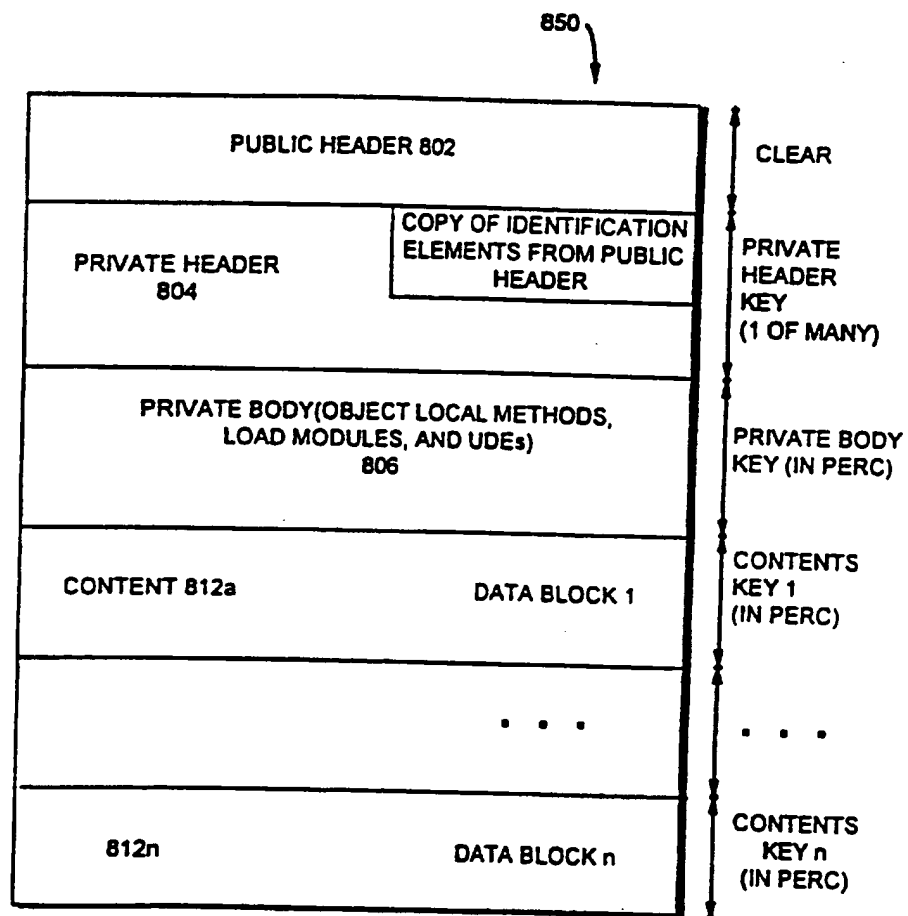 850
PUBLIC HEADER 802
CLEAR
COPY OF IDENTIFICATION
ELEMENTS FROM PUBLIC
HEADER
PRIVATE HEADER
804
PRIVATE
HEADER
KEY
(1 OF MANY)
PRIVATE BODY(OBJECT LOCAL METHODS,
LOAD MODULES, AND UDEs)
806
PRIVATE BODY
KEY (IN PERC)
CONTENT 812a
DATA BLOCK 1
CONTENTS
KEY 1
(IN PERC)
. . .
. . .
812n
DATA BLOCK n
CONTENTS
KEY n
(IN PERC)